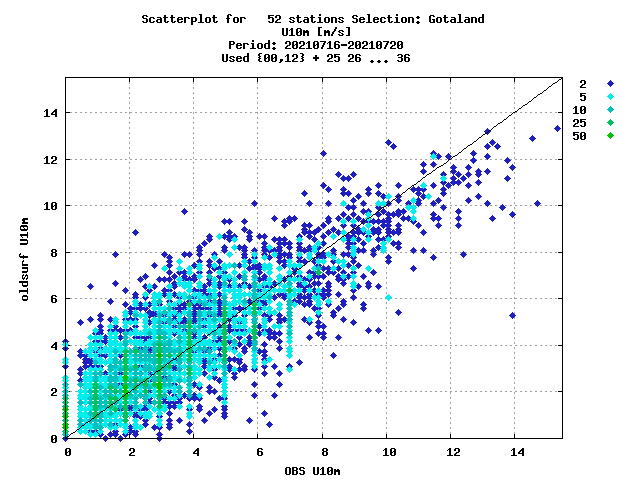 Scatterplot for   52 stations Selection: Gotaland
U10m [m/s]
Period: 20210716-20210720
Used {00,12} + 25 26 ... 36
2
5
10
25
50
14
12
10
8
6
4
2
0
oldsurf U10m
0 2 4 6 8 10 12 14
OBS U10m